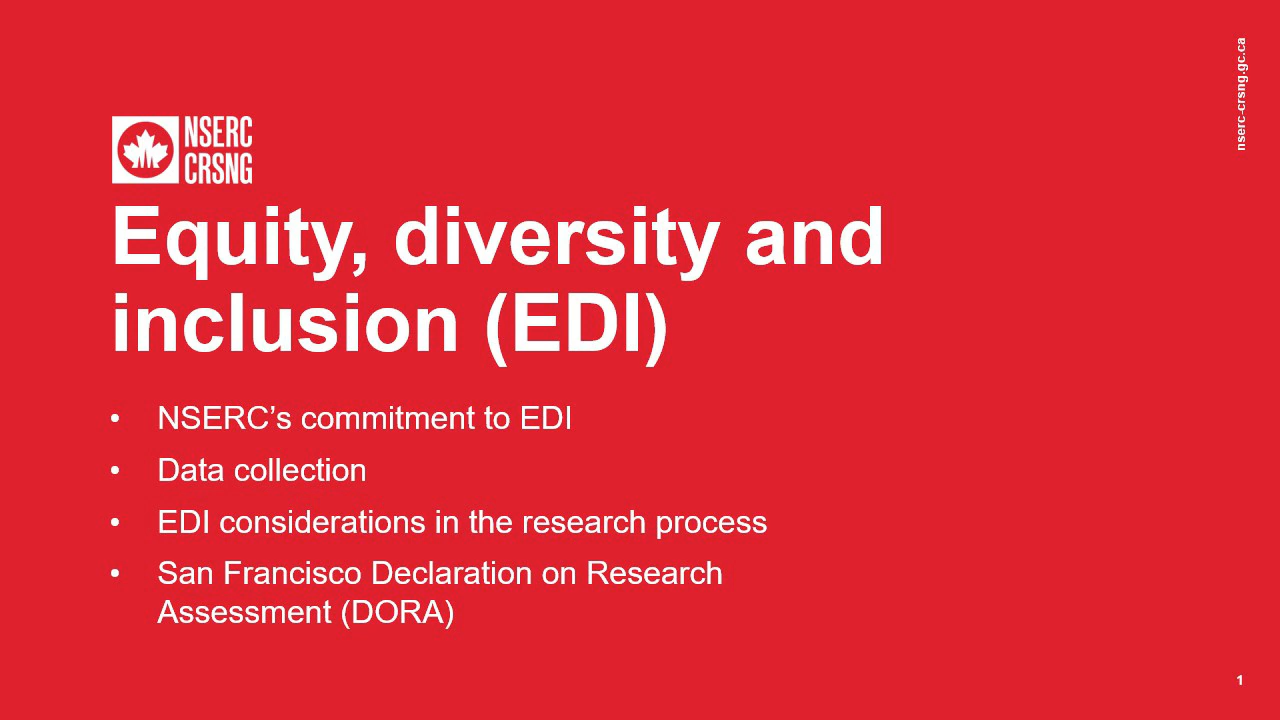 nserc-crsng.gc.ca
NSERC
CRSNG
Equity, diversity and
inclusion (EDI)
• NSERC’s commitment to EDI
• Data collection
• EDI considerations in the research process
• San Francisco Declaration on Research
Assessment (DORA)
1